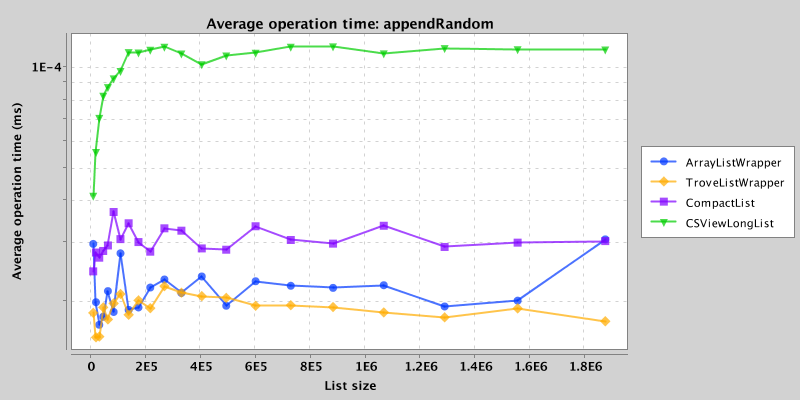 Average operation time: appendRandom
Average operation time (ms)
1E-4
0 2E5 4E5 6E5 8E5 1E6 1.2E6 1.4E6 1.6E6 1.8E6
List size
ArrayListWrapper
TroveListWrapper
CompactList
CSViewLongList